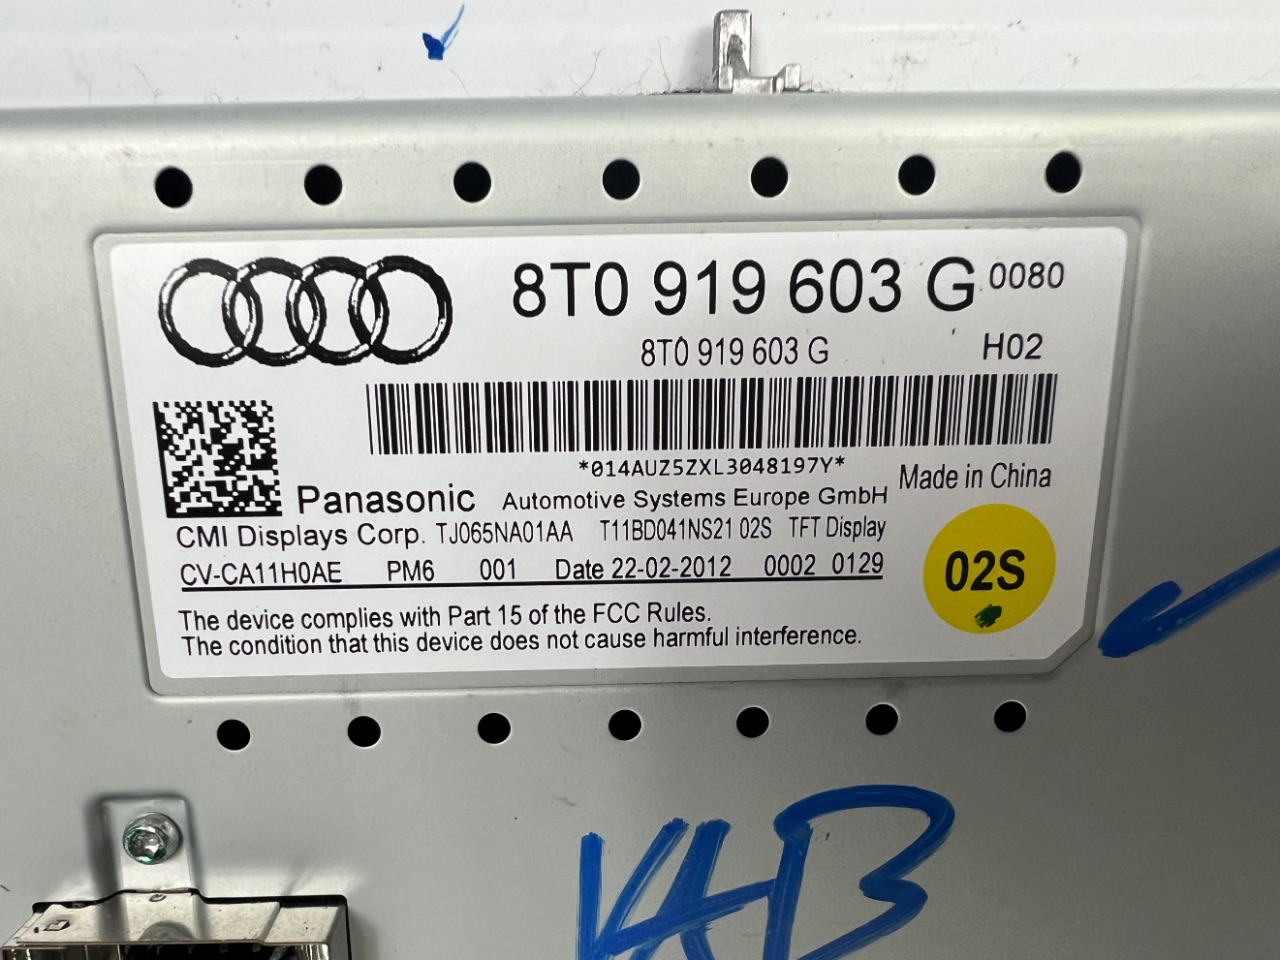 8T0 919 603 G 0080
8T0 919 603 G H02
*014AUZ5ZXL3048197Y*
Made in China
Panasonic Automotive Systems Europe GmbH
CMI Displays Corp. TJ065NA01AA T11BD041NS21 02S TFT Display
CV-CA11H0AE PM6 001 Date 22-02-2012 0002 0129
02S
The device complies with Part 15 of the FCC Rules.
The condition that this device does not cause harmful interference.